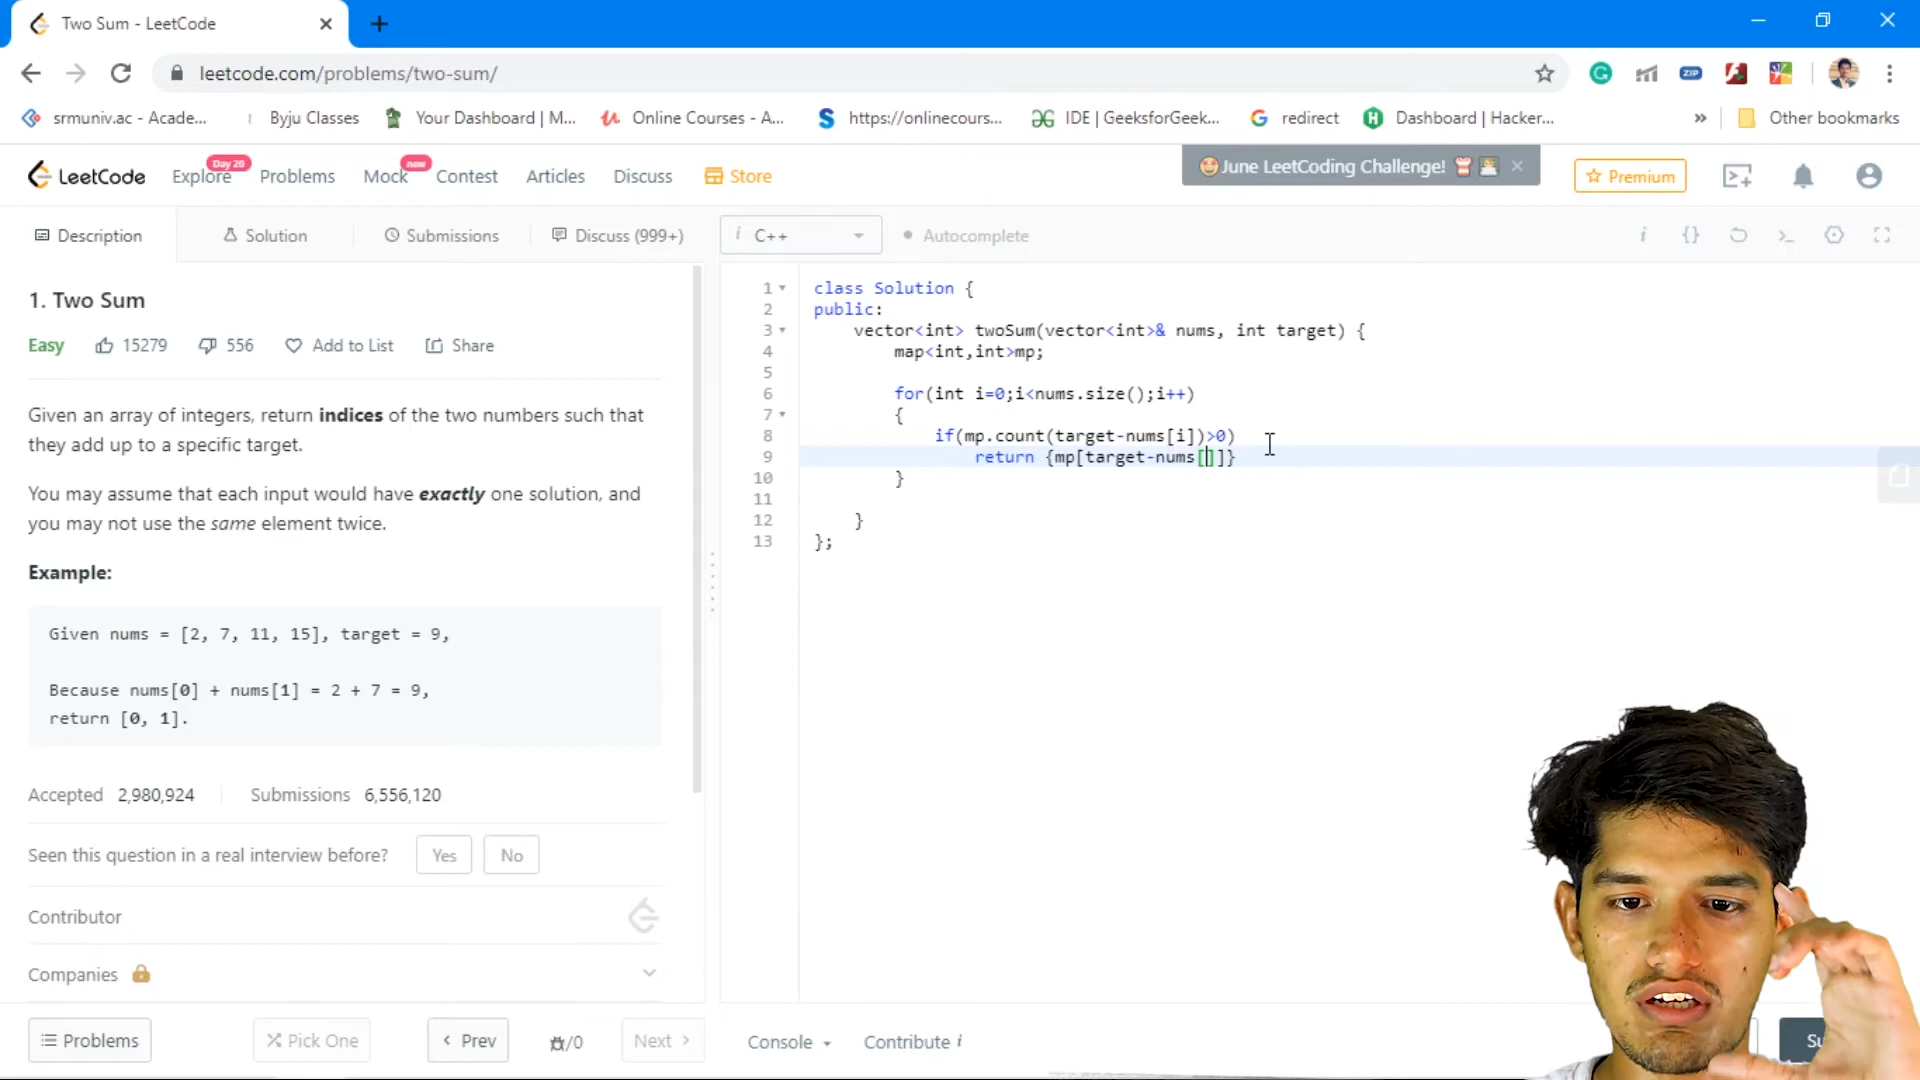 Two Sum - LeetCode
leetcode.com/problems/two-sum/
ZIP
srmuniv.ac - Acade...
Byju Classes
Your Dashboard | M...
Online Courses - A...
https://onlinecours...
IDE | GeeksforGeek...
redirect
Dashboard | Hacker...
»
Other bookmarks
LeetCode
Explore
Day 20
Problems
Mock
new
Contest
Articles
Discuss
Store
June LeetCoding Challenge!
Premium
Description
Solution
Submissions
Discuss (999+)
i C++
Autocomplete
1. Two Sum
Easy 15279 556 Add to List Share
Given an array of integers, return indices of the two numbers such that
they add up to a specific target.
You may assume that each input would have exactly one solution, and
you may not use the same element twice.
Example:
Given nums = [2, 7, 11, 15], target = 9,
Because nums[0] + nums[1] = 2 + 7 = 9,
return [0, 1].
Accepted 2,980,924 Submissions 6,556,120
Seen this question in a real interview before? Yes No
Contributor
Companies
Problems
Pick One
Prev
/0
Next
1 class Solution {
2 public:
3 vector<int> twoSum(vector<int>& nums, int target) {
4 map<int,int>mp;
5
6 for(int i=0;i<nums.size();i++)
7 {
8 if(mp.count(target-nums[i])>0)
9 return {mp[target-nums[]]}
10 }
11
12 }
13 };
Console
Contribute i